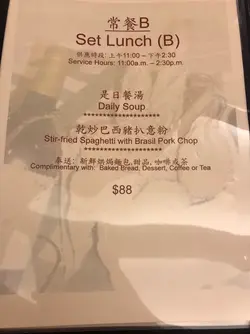 常餐B
Set Lunch (B)
供應時段: 上午11:00 – 下午2:30
Service Hours: 11:00a.m. – 2:30p.m.
是日餐湯
Daily Soup
********************
乾炒巴西豬扒意粉
Stir-fried Spaghetti with Brasil Pork Chop
********************
奉送: 新鮮烘焗麵包,甜品, 咖啡或茶
Complimentary with: Baked Bread, Dessert, Coffee or Tea
$88